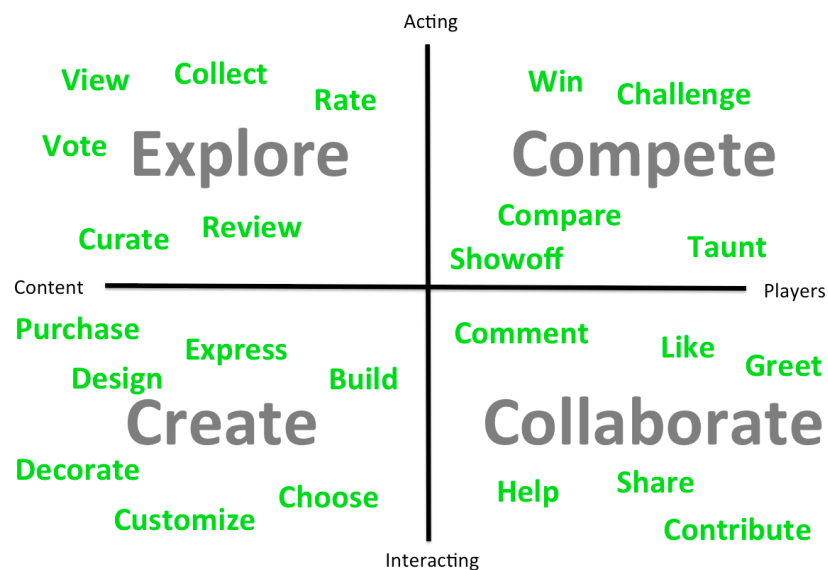 Acting
View
Collect
Rate
Vote
Explore
Curate
Review
Win
Challenge
Compete
Compare
Showoff
Taunt
Content
Players
Purchase
Express
Design
Build
Create
Decorate
Choose
Customize
Comment
Like
Greet
Collaborate
Help
Share
Contribute
Interacting